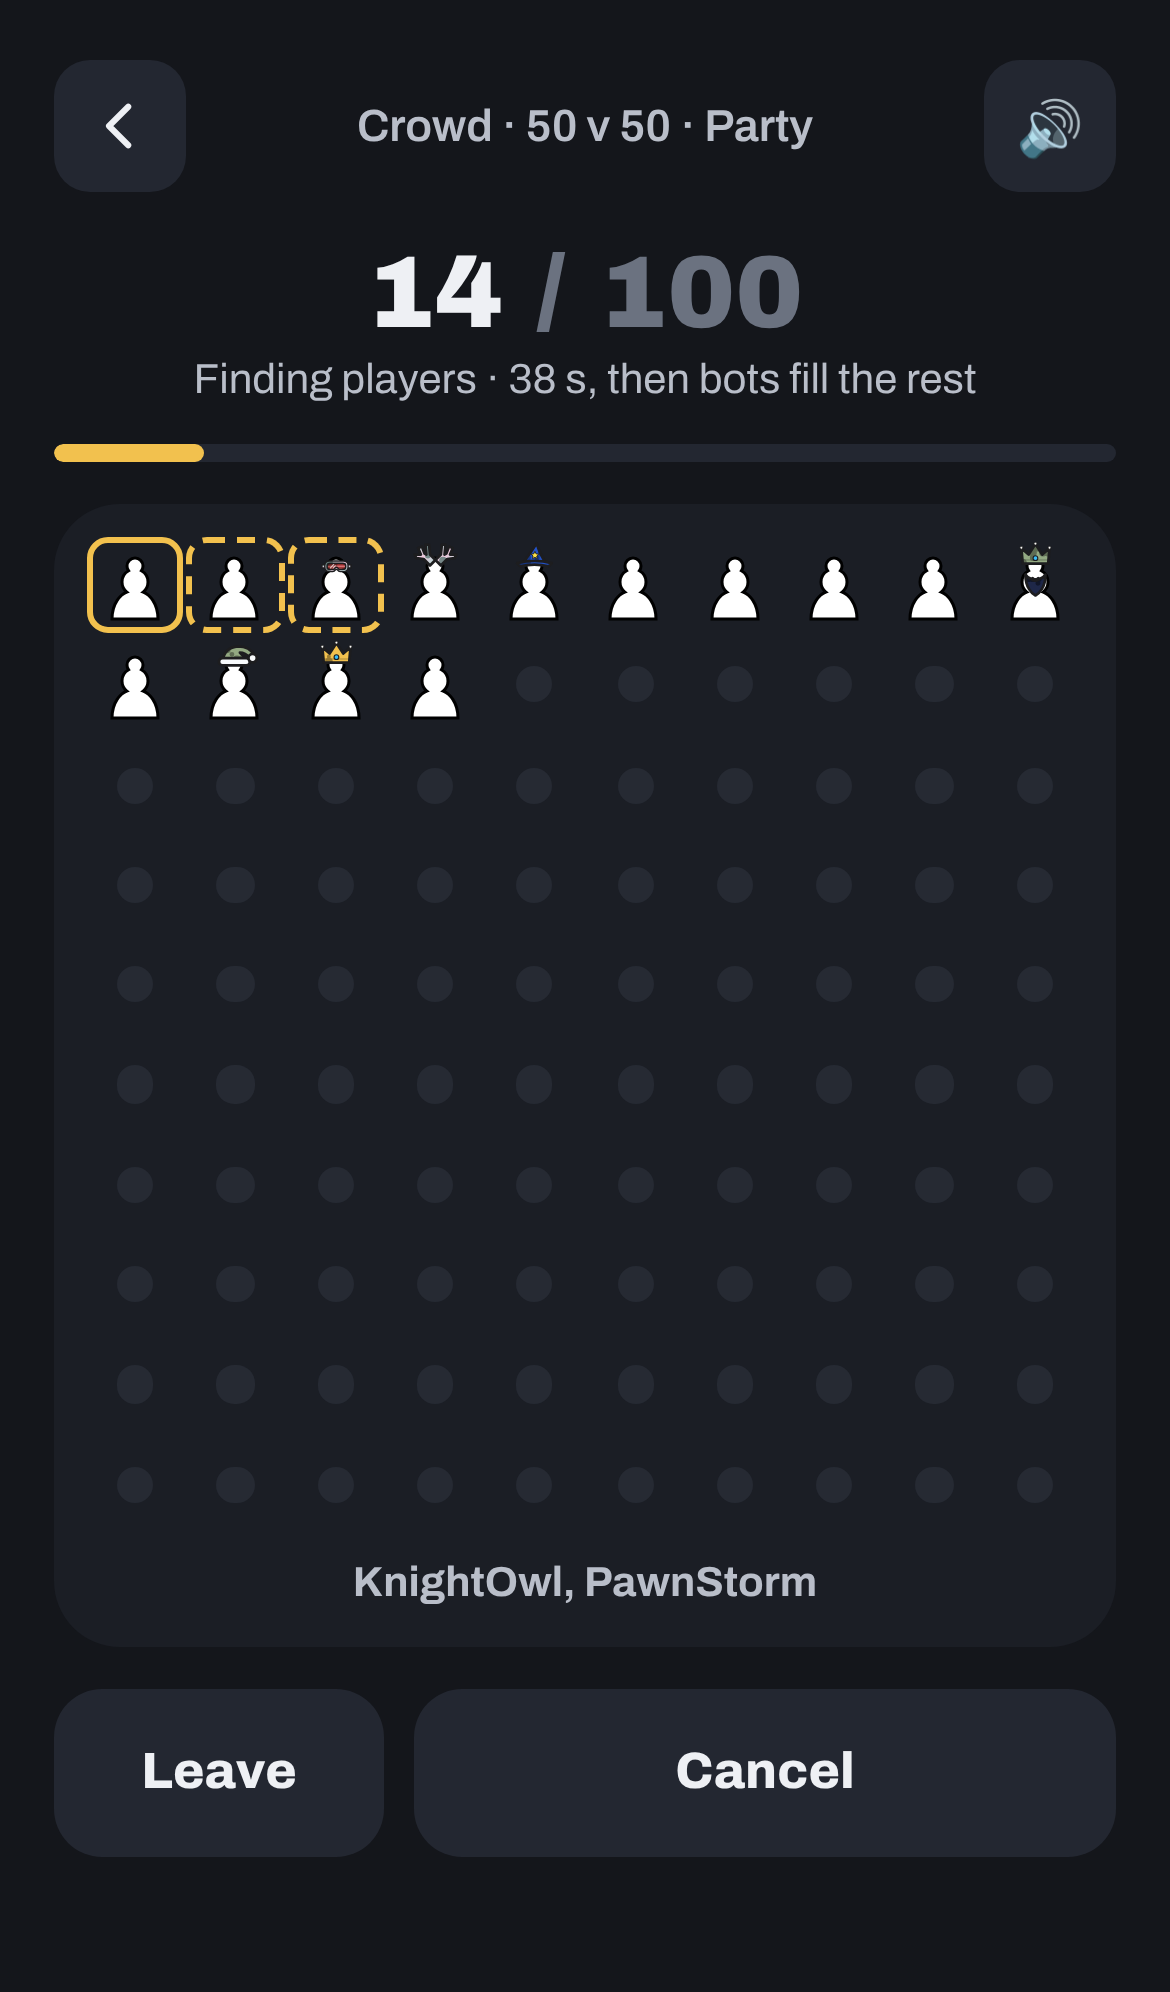 Crowd · 50 v 50 · Party
14 / 100
Finding players · 38 s, then bots fill the rest
KnightOwl, PawnStorm
Leave
Cancel